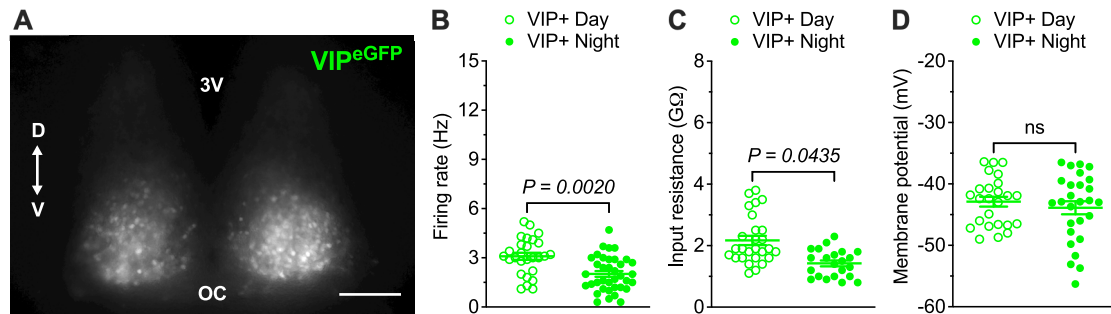 A
VIPeGFP
3V
D
V
OC
B
VIP+ Day
VIP+ Night
Firing rate (Hz)
15
12
9
6
3
0
P = 0.0020
C
VIP+ Day
VIP+ Night
Input resistance (GΩ)
8
6
4
2
0
P = 0.0435
D
VIP+ Day
VIP+ Night
Membrane potential (mV)
-20
-30
-40
-50
-60
ns